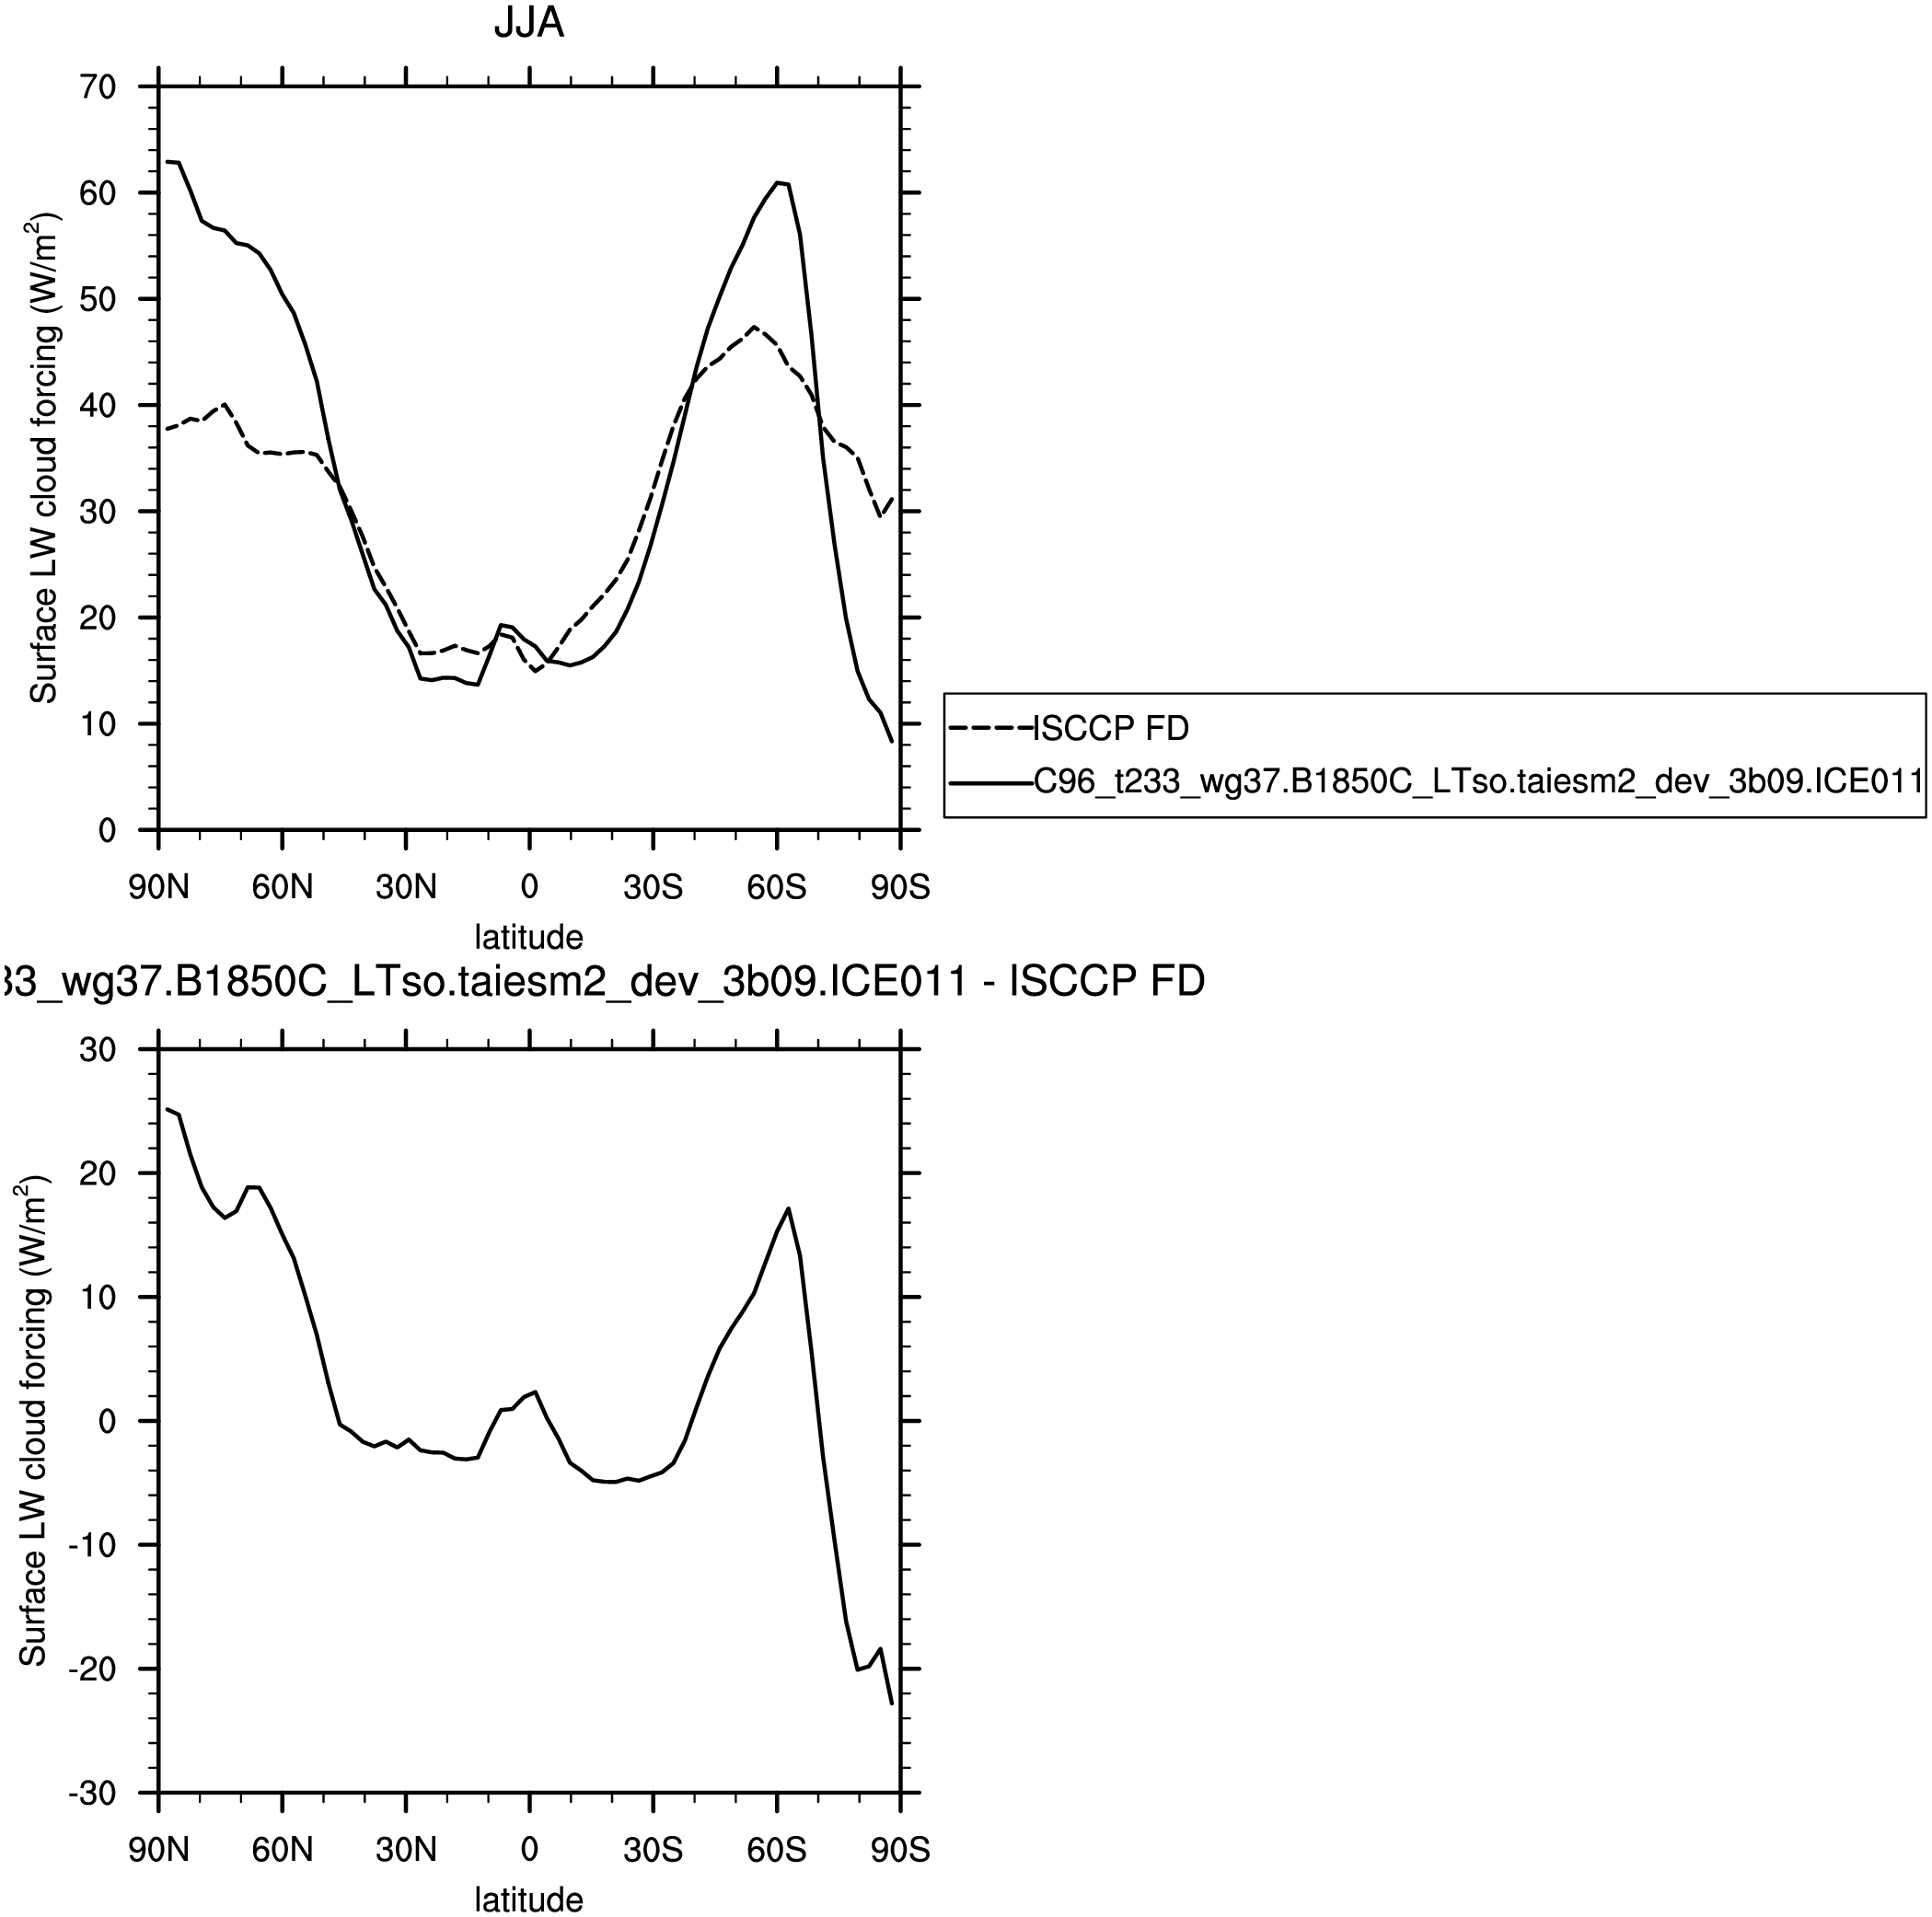 JJA
70
60
50
40
30
20
10
0
Surface LW cloud forcing (W/m²)
90N 60N 30N 0 30S 60S 90S
latitude
ISCCP FD
C96_t233_wg37.B1850C_LTso.taiesm2_dev_3b09.ICE011
33_wg37.B1850C_LTso.taiesm2_dev_3b09.ICE011 - ISCCP FD
30
20
10
0
-10
-20
-30
Surface LW cloud forcing (W/m²)
90N 60N 30N 0 30S 60S 90S
latitude